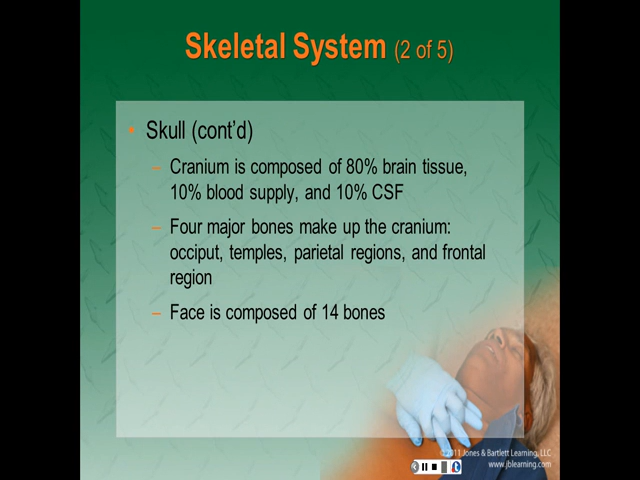 Skeletal System (2 of 5)
• Skull (cont'd)
– Cranium is composed of 80% brain tissue,
10% blood supply, and 10% CSF
– Four major bones make up the cranium:
occiput, temples, parietal regions, and frontal
region
– Face is composed of 14 bones
©2011 Jones & Bartlett Learning, LLC
www.jblearning.com